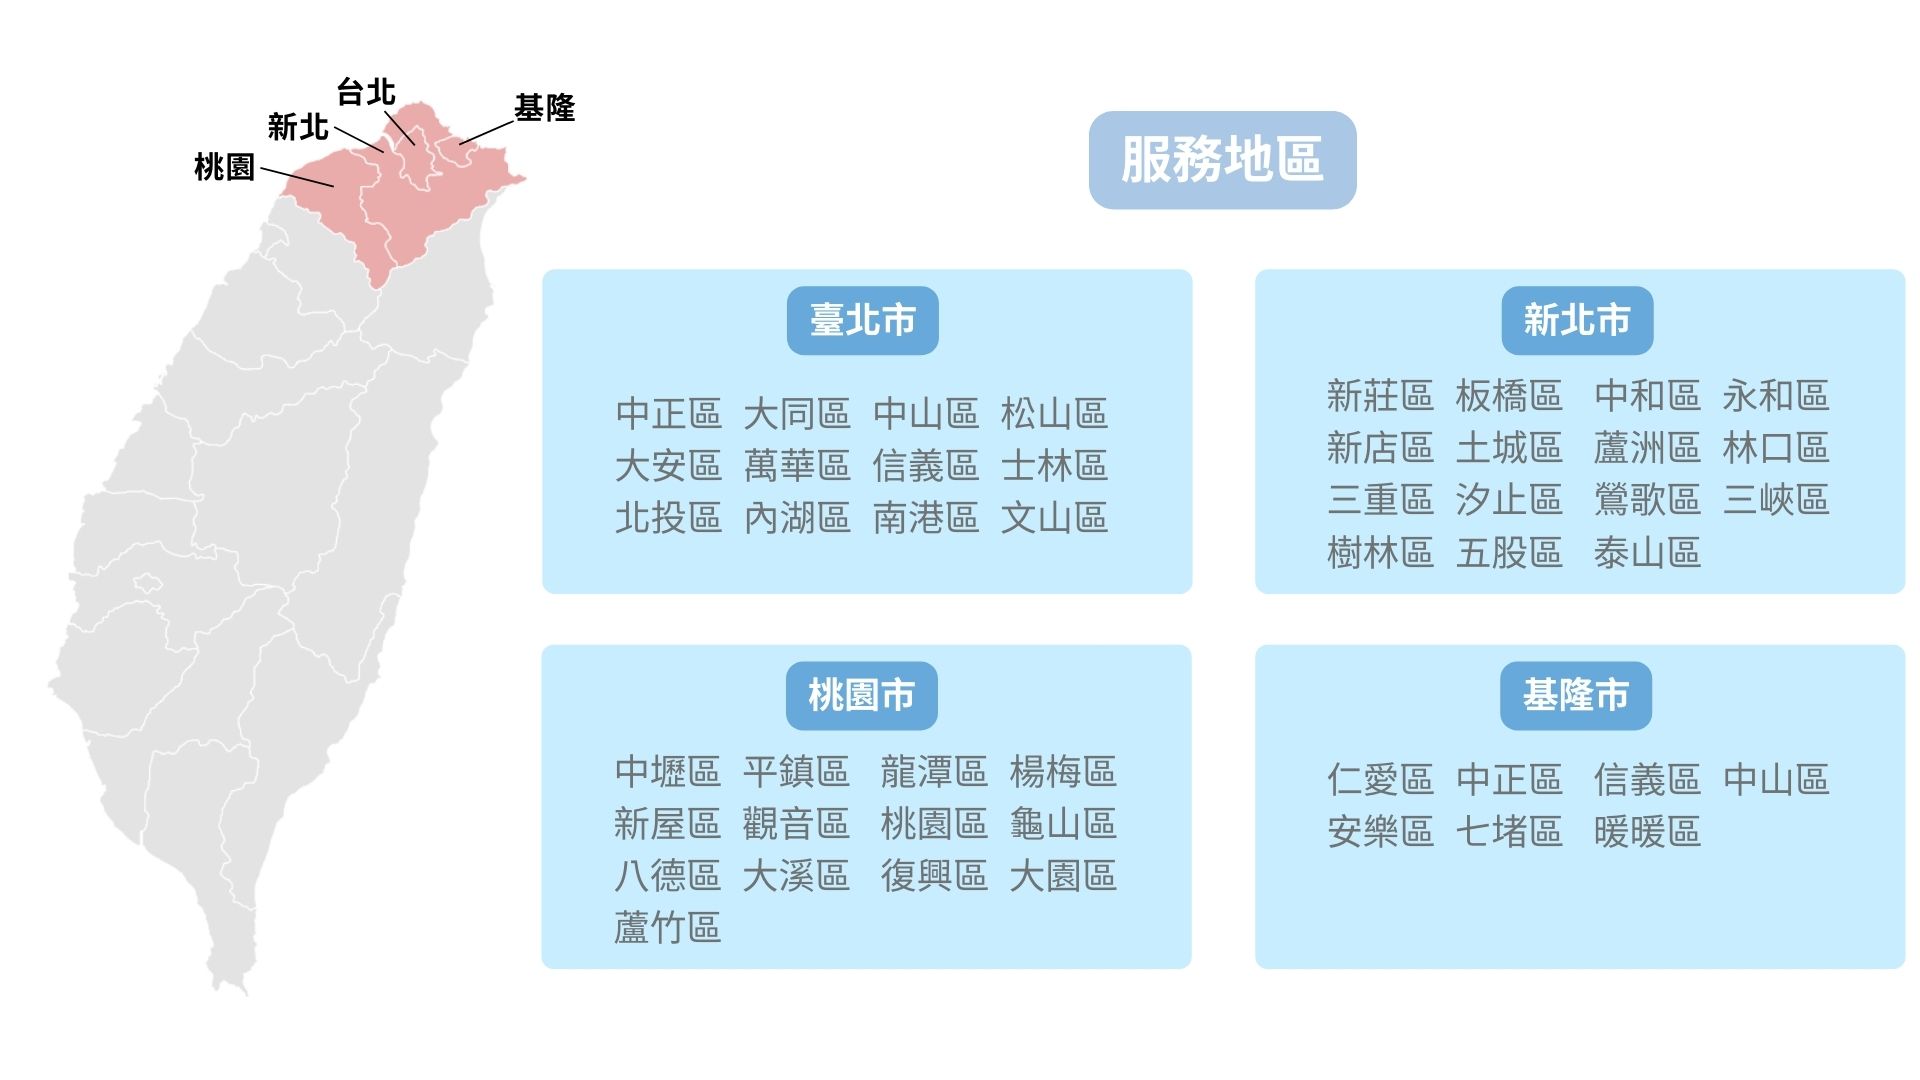 台北
基隆
新北
桃園
服務地區
臺北市
中正區 大同區 中山區 松山區
大安區 萬華區 信義區 士林區
北投區 內湖區 南港區 文山區
新北市
新莊區 板橋區 中和區 永和區
新店區 土城區 蘆洲區 林口區
三重區 汐止區 鶯歌區 三峽區
樹林區 五股區 泰山區
桃園市
中壢區 平鎮區 龍潭區 楊梅區
新屋區 觀音區 桃園區 龜山區
八德區 大溪區 復興區 大園區
蘆竹區
基隆市
仁愛區 中正區 信義區 中山區
安樂區 七堵區 暖暖區